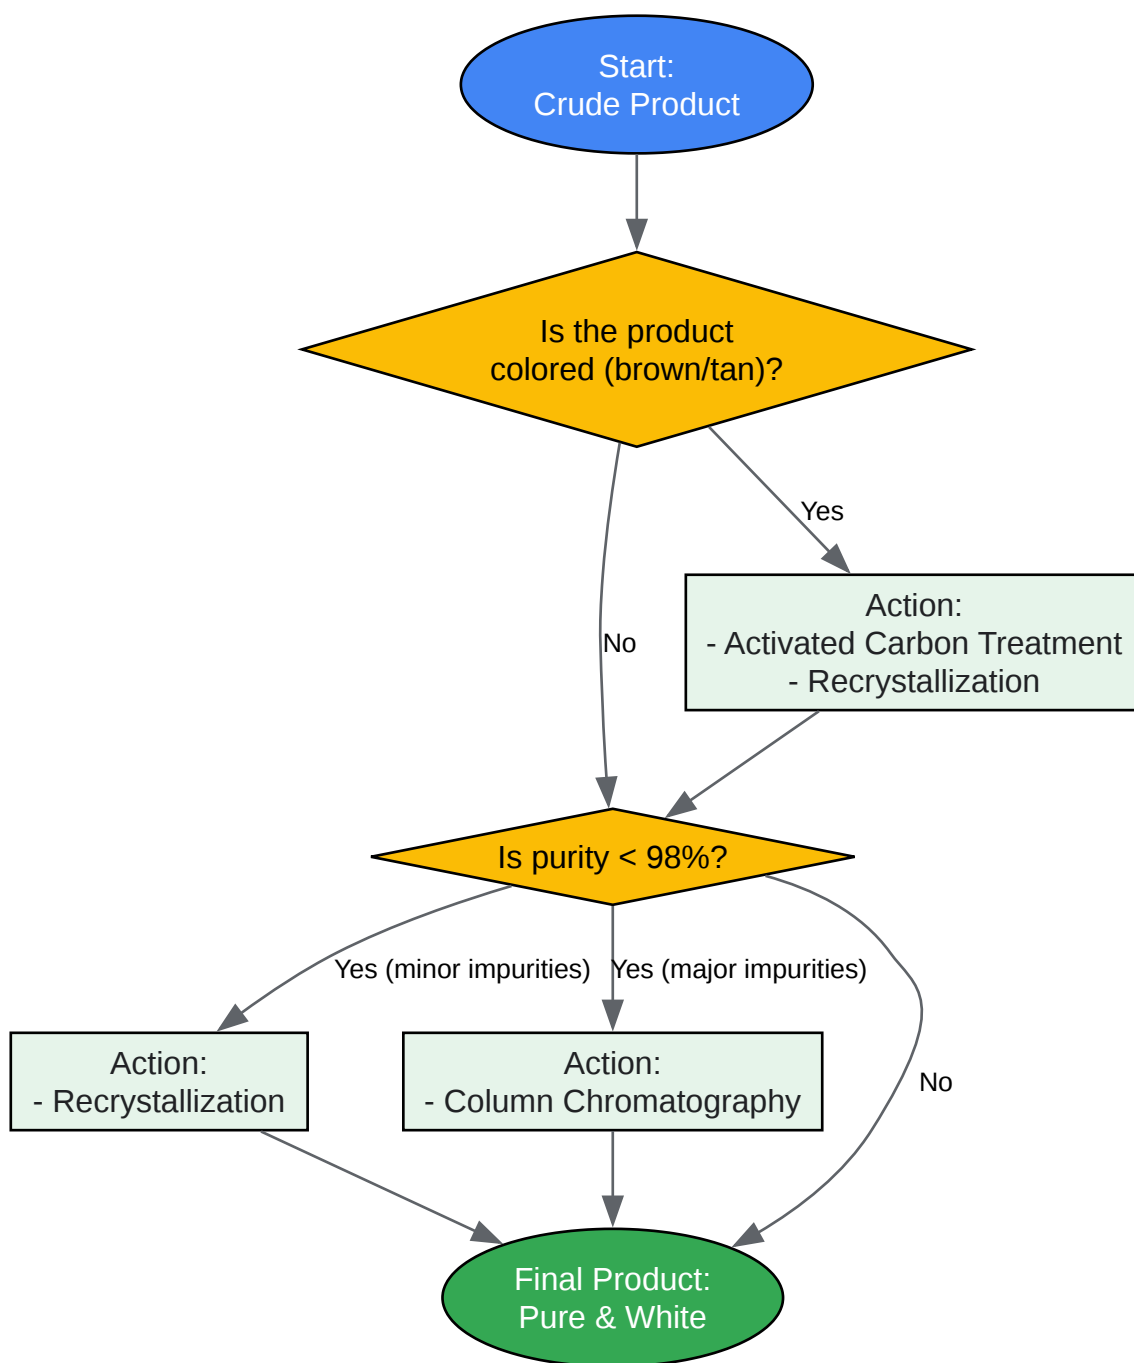 Start:
Crude Product
Is the product
colored (brown/tan)?
Yes
Action:
- Activated Carbon Treatment
- Recrystallization
No
Is purity < 98%?
Yes (minor impurities)
Yes (major impurities)
Action:
- Recrystallization
Action:
- Column Chromatography
No
Final Product:
Pure & White